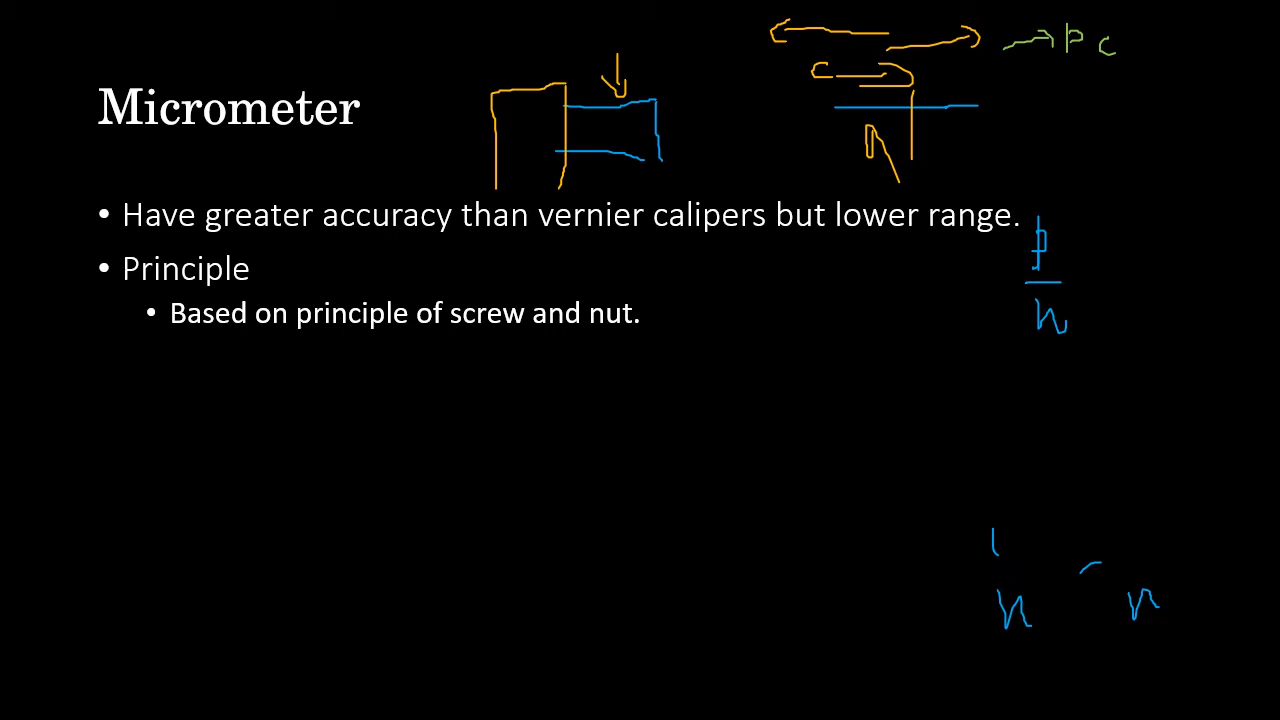 P C
Micrometer
• Have greater accuracy than vernier calipers but lower range.
P
n
• Principle
• Based on principle of screw and nut.
n n